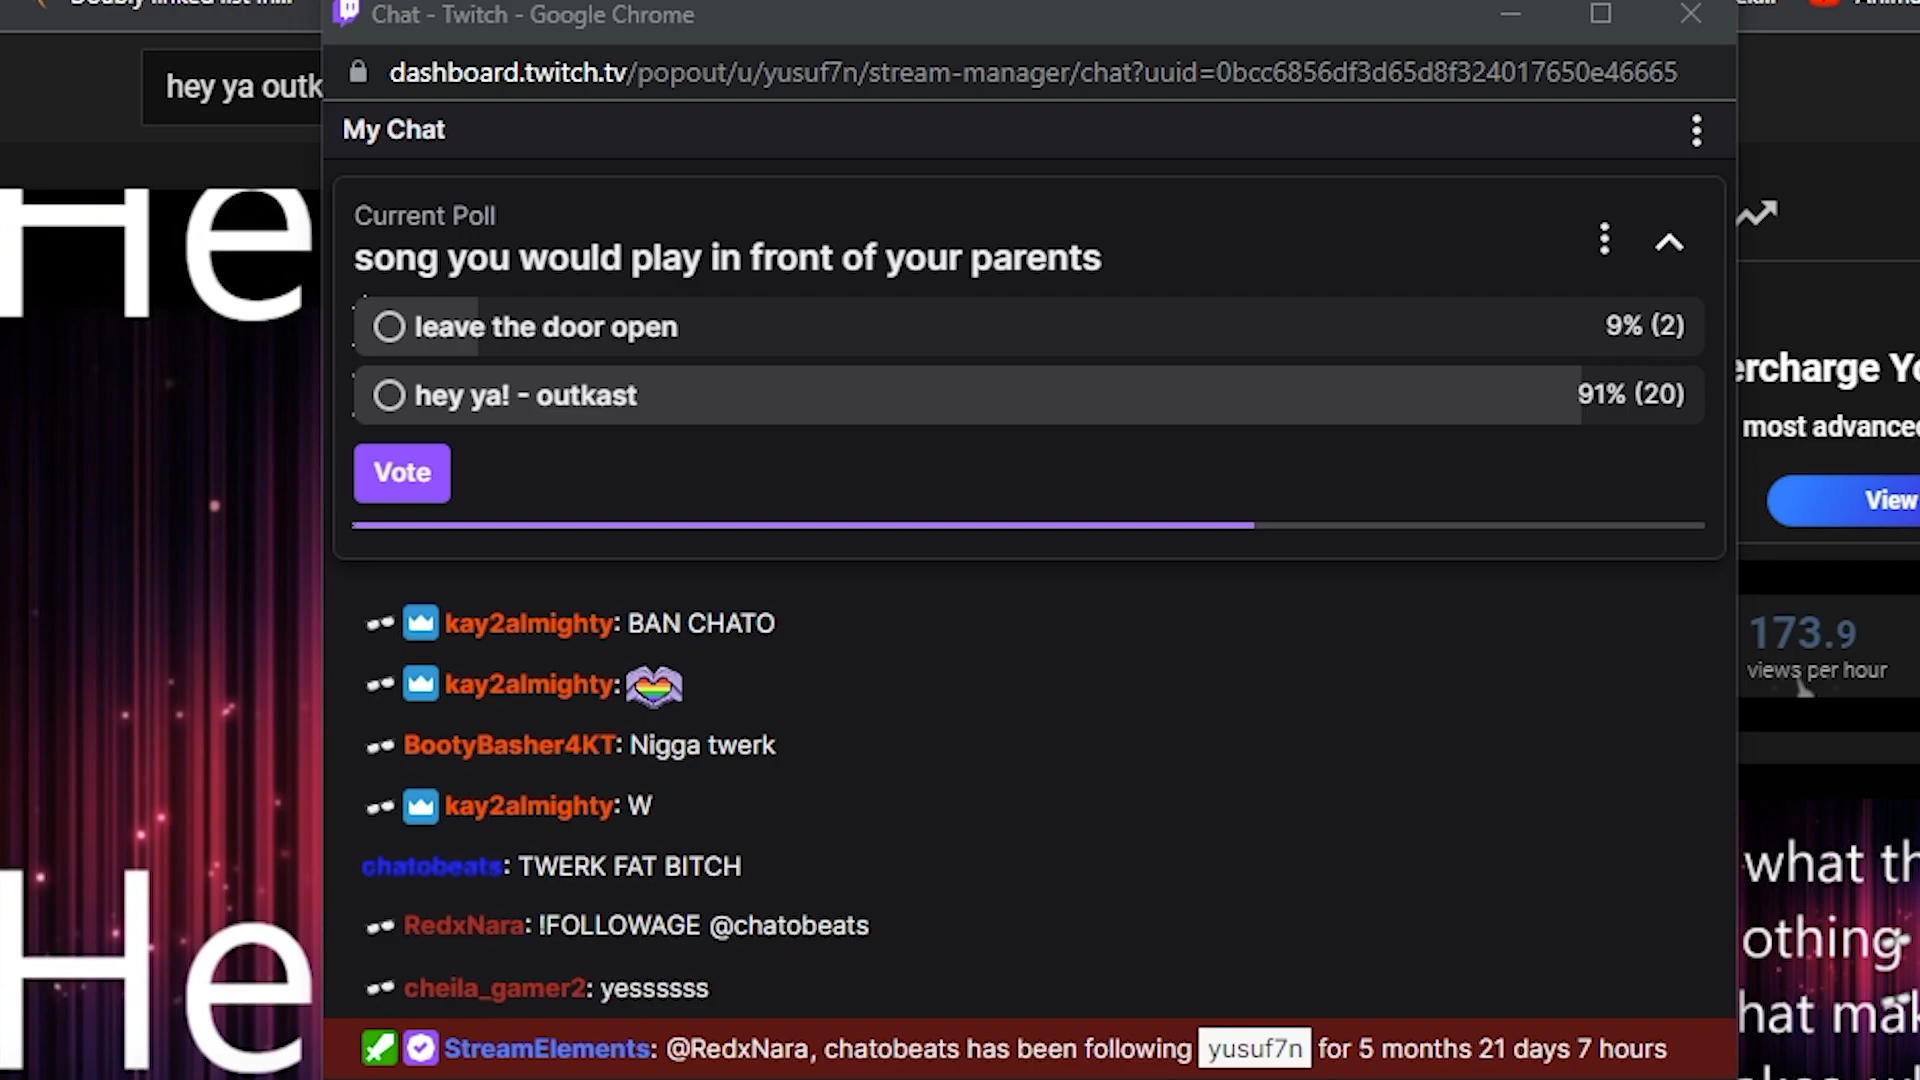 Chat - Twitch - Google Chrome
dashboard.twitch.tv/popout/u/yusuf7n/stream-manager/chat?uuid=0bcc6856df3d65d8f324017650e46665
hey ya outk
My Chat
Current Poll
song you would play in front of your parents
leave the door open 9% (2)
hey ya! - outkast 91% (20)
Vote
kay2almighty: BAN CHATO
kay2almighty:
BootyBasher4KT: Nigga twerk
kay2almighty: W
chatobeats: TWERK FAT BITCH
RedxNara: !FOLLOWAGE @chatobeats
cheila_gamer2: yessssss
StreamElements: @RedxNara, chatobeats has been following yusuf7n for 5 months 21 days 7 hours
He
He
ercharge Yo
most advanced
View
173.9
views per hour
what th
othing
hat mak